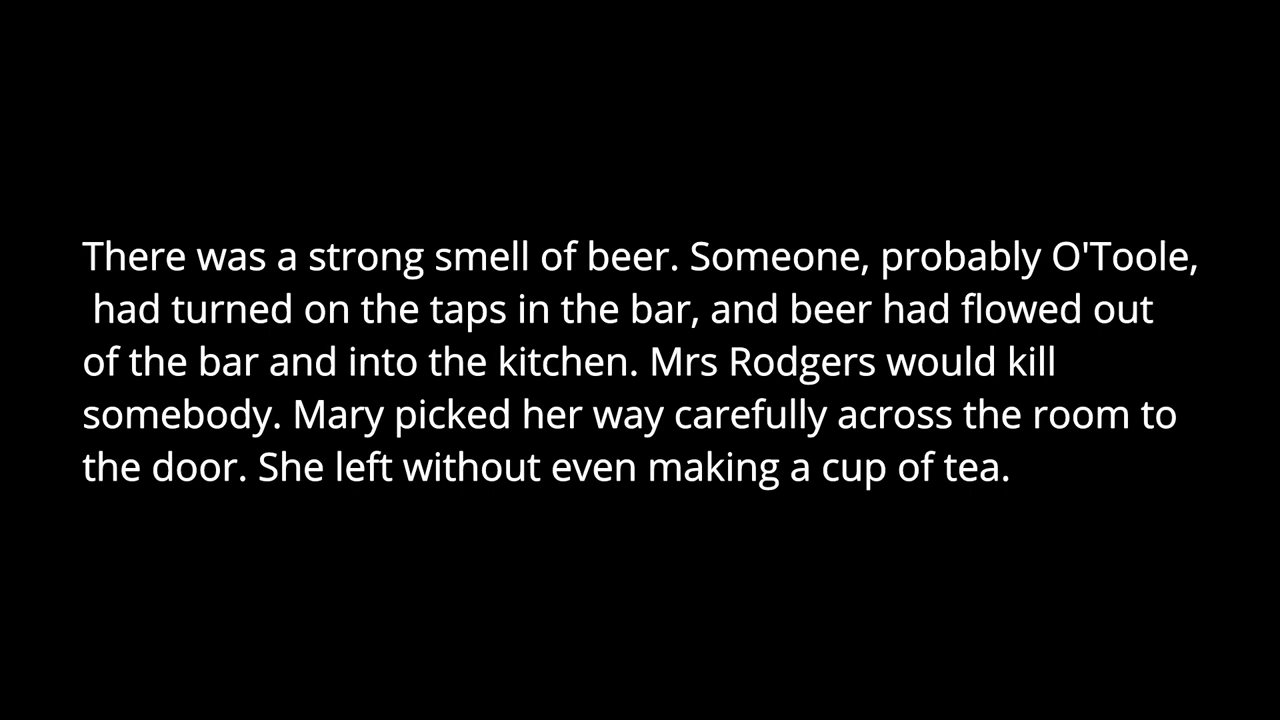 There was a strong smell of beer. Someone, probably O'Toole,
had turned on the taps in the bar, and beer had flowed out
of the bar and into the kitchen. Mrs Rodgers would kill
somebody. Mary picked her way carefully across the room to
the door. She left without even making a cup of tea.